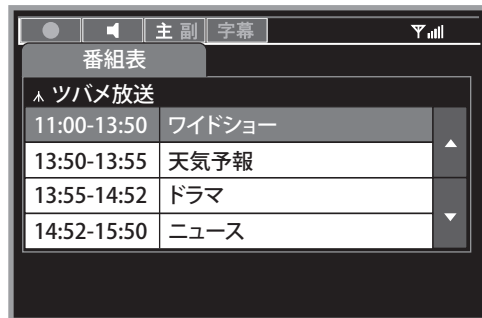 主 副 字幕
番組表
ツバメ放送
11:00-13:50 ワイドショー
13:50-13:55 天気予報
13:55-14:52 ドラマ
14:52-15:50 ニュース